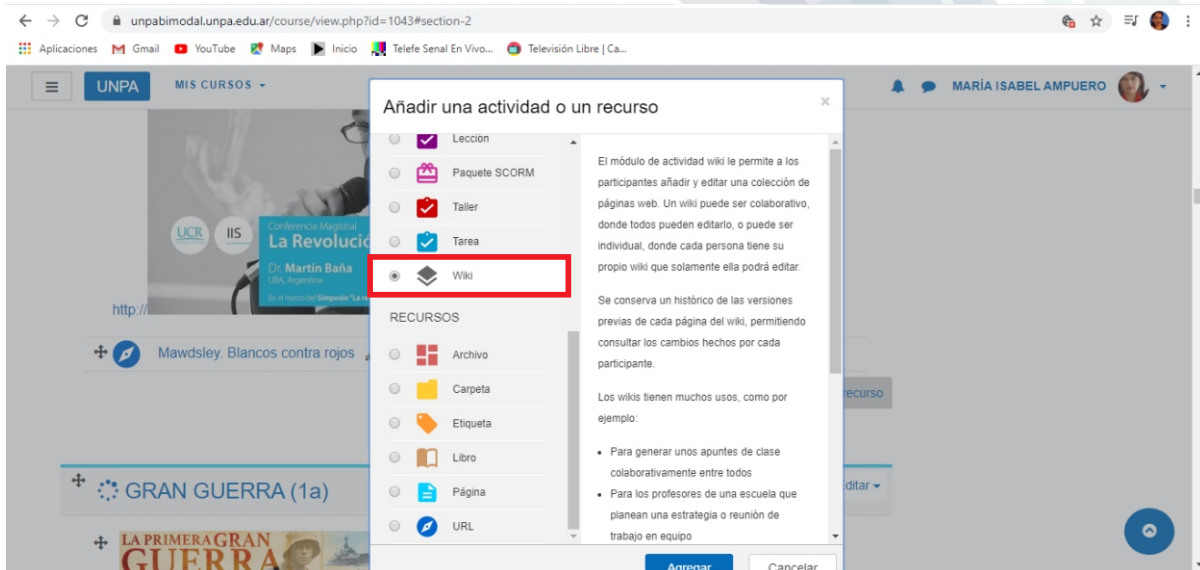 unpabimodal.unpa.edu.ar/course/view.php?id=1043#section-2
Aplicaciones Gmail YouTube Maps Inicio Telefe Senal En Vivo... Televisión Libre | Ca...
UNPA MIS CURSOS MARÍA ISABEL AMPUERO
Añadir una actividad o un recurso
Lección
Paquete SCORM
Taller
Tarea
Wiki
RECURSOS
Archivo
Carpeta
Etiqueta
Libro
Página
URL
El módulo de actividad wiki le permite a los
participantes añadir y editar una colección de
páginas web. Un wiki puede ser colaborativo,
donde todos pueden editarlo, o puede ser
individual, donde cada persona tiene su
propio wiki que solamente ella podrá editar.
Se conserva un histórico de las versiones
previas de cada página del wiki, permitiendo
consultar los cambios hechos por cada
participante.
Los wikis tienen muchos usos, como por
ejemplo:
Para generar unos apuntes de clase
colaborativamente entre todos
Para los profesores de una escuela que
planean una estrategia o reunión de
trabajo en equipo
Agregar Cancelar
UCR IIS
Conferencia Magistral
La Revolució
Dr. Martín Baña
UBA, Argentina
En el marco del Simposio "La re
http://
Mawdsley. Blancos contra rojos
recurso
GRAN GUERRA (1a)
ditar
LA PRIMERA GRAN
GUERRA